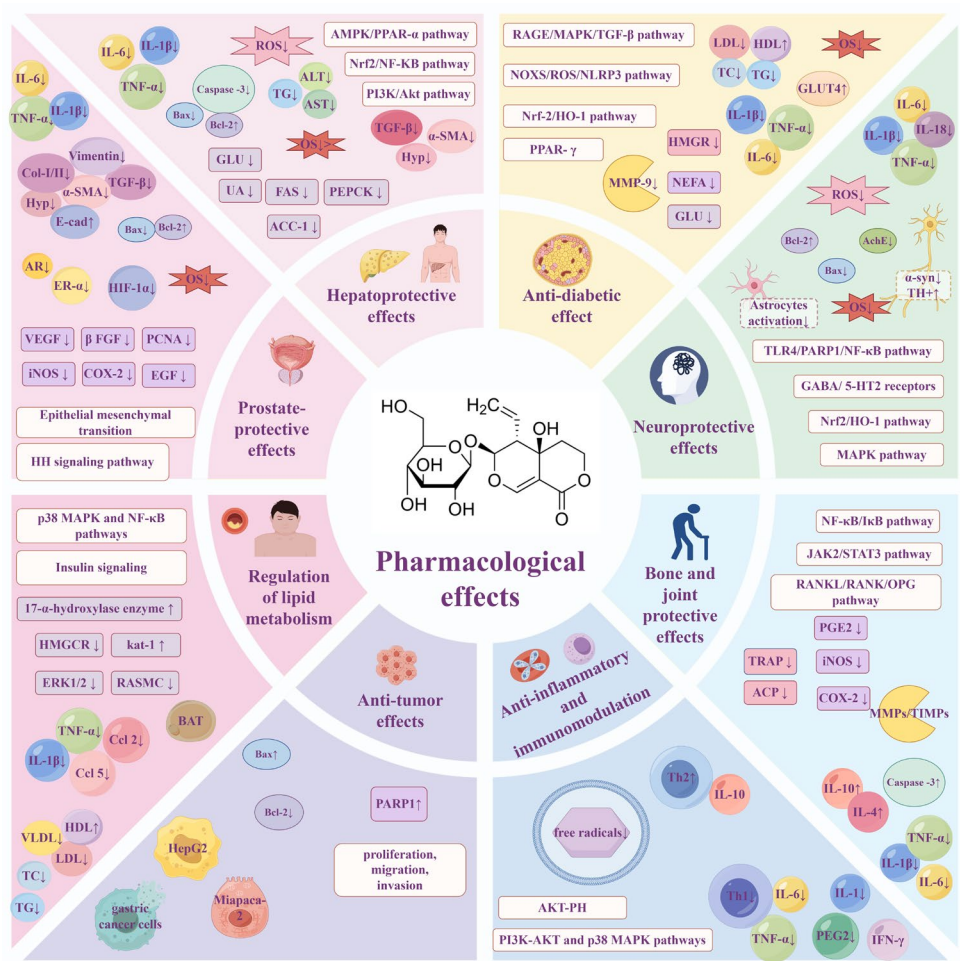 IL-6↓
IL-1β↓
TNF-α↓
ROS↓
Caspase -3↓
Bax↓
Bcl-2↑
TG↓
ALT↓
AST↓
AMPK/PPAR-α pathway
Nrf2/NF-KB pathway
PI3K/Akt pathway
OS↓>
TGF-β↓
α-SMA↓
Hyp↓
GLU ↓
UA ↓
FAS ↓
PEPCK ↓
ACC-1 ↓
Hepatoprotective
effects
RAGE/MAPK/TGF-β pathway
NOXS/ROS/NLRP3 pathway
Nrf-2/HO-1 pathway
PPAR- γ
LDL↓
HDL↑
TC↓
TG↓
OS↓
GLUT4↑
IL-1β↓
TNF-α↓
IL-6↓
HMGR ↓
MMP-9↓
NEFA ↓
GLU ↓
Anti-diabetic
effect
IL-6↓
IL-1β↓
IL-18↓
TNF-α↓
ROS↓
Bcl-2↑
AchE↓
Bax↓
α-syn↓
TH+↑
Astrocytes
activation↓
OS↓
TLR4/PARP1/NF-κB pathway
GABA/ 5-HT2 receptors
Nrf2/HO-1 pathway
MAPK pathway
Neuroprotective
effects
IL-6↓
TNF-α↓
IL-1β↓
Vimentin↓
Col-I/II↓
α-SMA↓
TGF-β↓
Hyp↓
E-cad↑
Bax↓
Bcl-2↑
AR↓
ER-α↓
HIF-1α↓
OS↓
VEGF ↓
β FGF ↓
PCNA ↓
iNOS ↓
COX-2 ↓
EGF ↓
Epithelial mesenchymal
transition
HH signaling pathway
Prostate-
protective
effects
HO
H₂C
OH
O
O
OH
HO
OH
OH
O
O
O
Pharmacological
effects
p38 MAPK and NF-κB
pathways
Insulin signaling
17-α-hydroxylase enzyme ↑
HMGCR ↓
kat-1 ↑
ERK1/2 ↓
RASMC ↓
BAT
TNF-α↓
Ccl 2↓
IL-1β↓
Ccl 5↓
VLDL↓
HDL↑
LDL↓
TC↓
TG↓
Regulation
of lipid
metabolism
NF-κB/IκB pathway
JAK2/STAT3 pathway
RANKL/RANK/OPG
pathway
PGE2 ↓
TRAP ↓
iNOS ↓
ACP ↓
COX-2 ↓
MMPs/TIMPs
Caspase -3↑
IL-10↑
IL-4↑
TNF-α↓
IL-1β↓
IL-6↓
Bone and
joint
protective
effects
Anti-tumor
effects
Bax↑
Bcl-2↓
PARP1↑
HepG2
proliferation,
migration,
invasion
Miapaca-
2
gastric
cancer cells
Anti-inflammatory
and
immunomodulation
Th2↑
IL-10
free radicals↓
AKT-PH
PI3K-AKT and p38 MAPK pathways
Th1↓
IL-6↓
IL-1↓
TNF-α↓
PEG2↓
IFN-γ